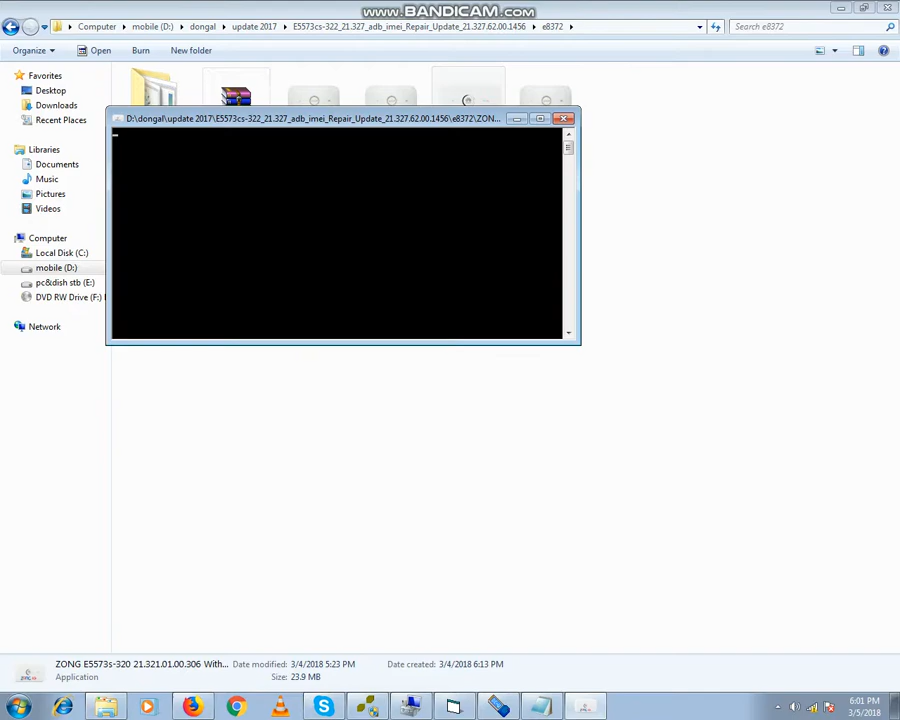 www.BANDICAM.com
Computer mobile (D:) dongal update 2017 E5573cs-322_21.327_adb_imei_Repair_Update_21.327.62.00.1456 e8372 Search e8372
Organize Open Burn New folder
Favorites
Desktop
Downloads
Recent Places
D:\dongal\update 2017\E5573cs-322_21.327_adb_imei_Repair_Update_21.327.62.00.1456\e8372\ZON...
Libraries
Documents
Music
Pictures
Videos
Computer
Local Disk (C:)
mobile (D:)
pc&dish stb (E:)
DVD RW Drive (F:)
Network
ZONG E5573s-320 21.321.01.00.306 With... Date modified: 3/4/2018 5:23 PM Date created: 3/4/2018 6:13 PM
Application Size: 23.9 MB
6:01 PM
3/5/2018